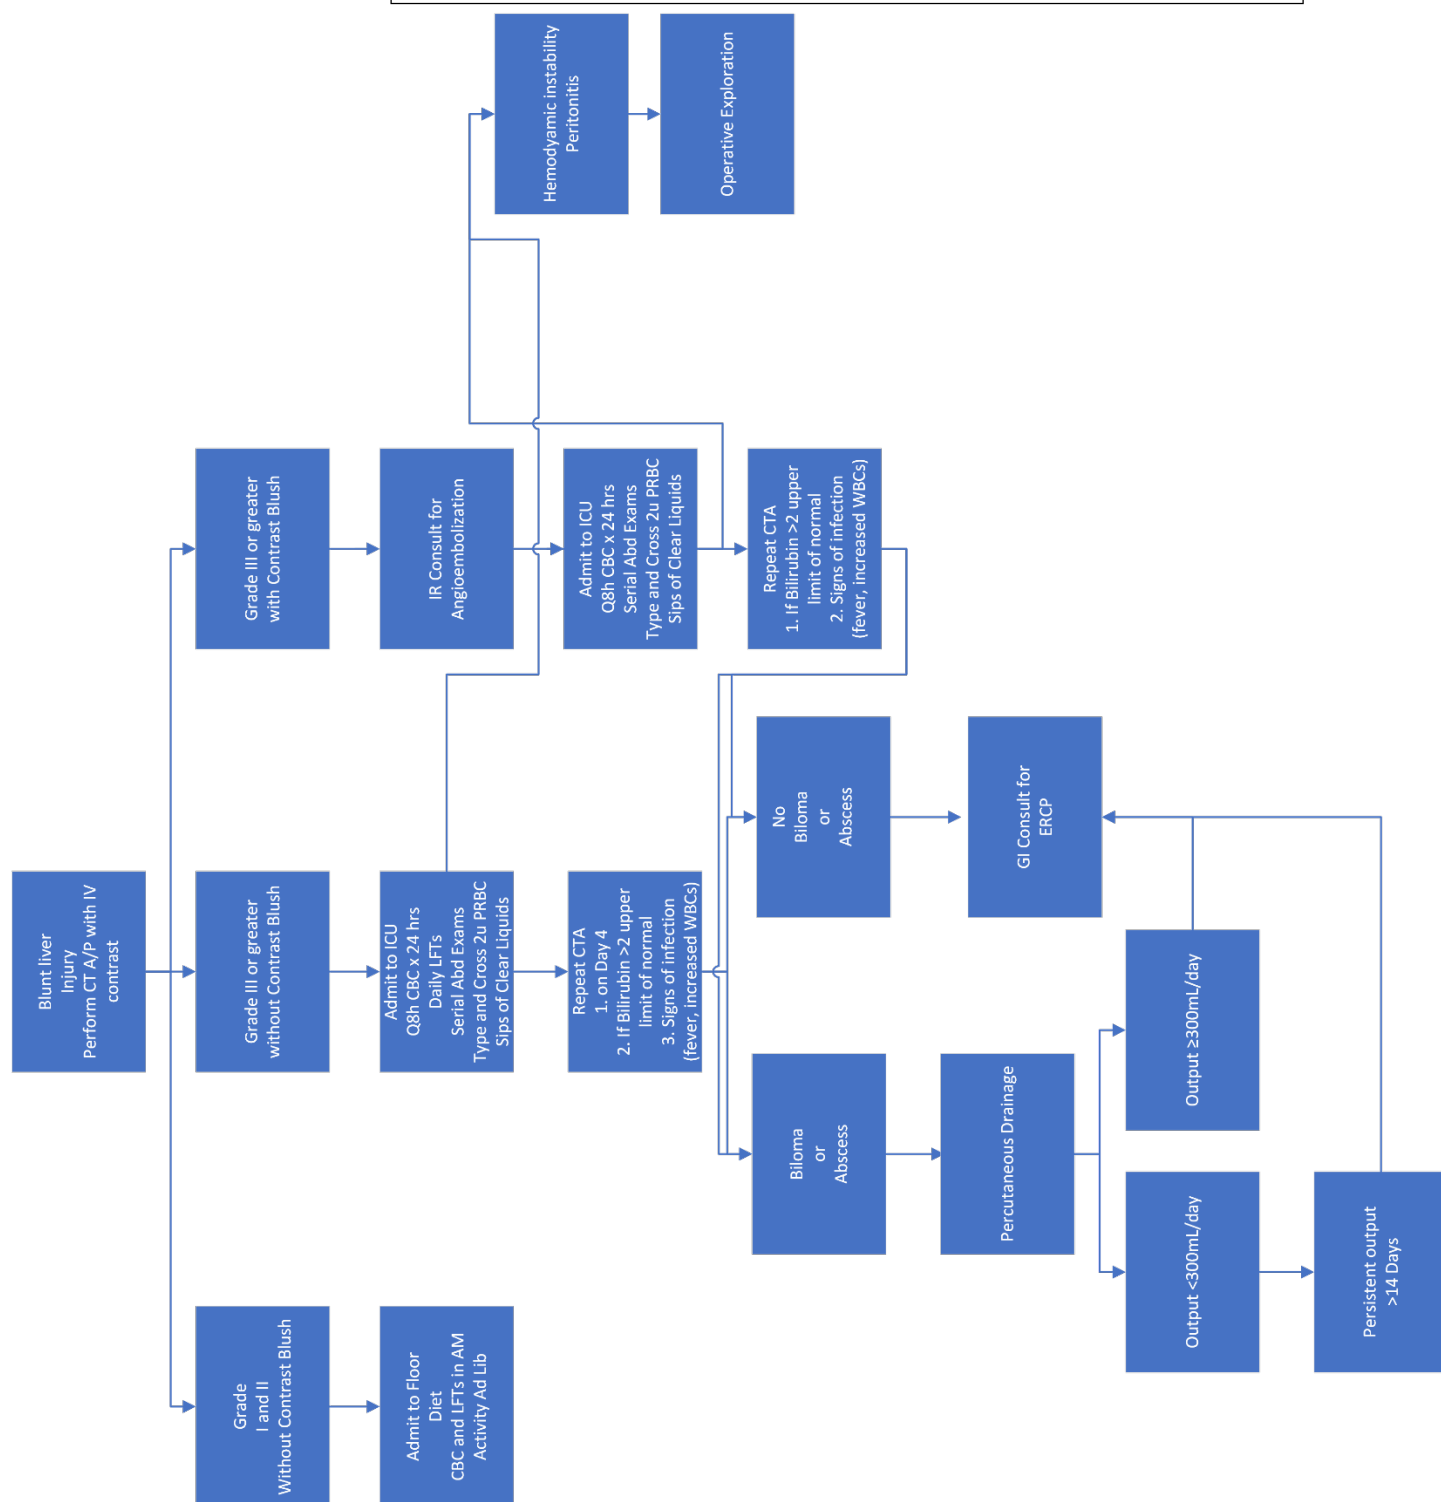 Blunt liver
Injury
Perform CT A/P with IV
contrast
Grade
I and II
Without Contrast Blush
Admit to Floor
Diet
CBC and LFTs in AM
Activity Ad Lib
Grade III or greater
without Contrast Blush
Admit to ICU
Q8h CBC x 24 hrs
Daily LFTs
Serial Abd Exams
Type and Cross 2u PRBC
Sips of Clear Liquids
Repeat CTA
1. on Day 4
2. If Bilirubin >2 upper
limit of normal
3. Signs of infection
(fever, increased WBCs)
Grade III or greater
with Contrast Blush
IR Consult for
Angioembolization
Admit to ICU
Q8h CBC x 24 hrs
Serial Abd Exams
Type and Cross 2u PRBC
Sips of Clear Liquids
Repeat CTA
1. If Bilirubin >2 upper
limit of normal
2. Signs of infection
(fever, increased WBCs)
Hemodyamic instability
Peritonitis
Operative Exploration
Biloma
or
Abscess
Percutaneous Drainage
Output <300mL/day
Persistent output
>14 Days
Output ≥300mL/day
No
Biloma
or
Abscess
GI Consult for
ERCP